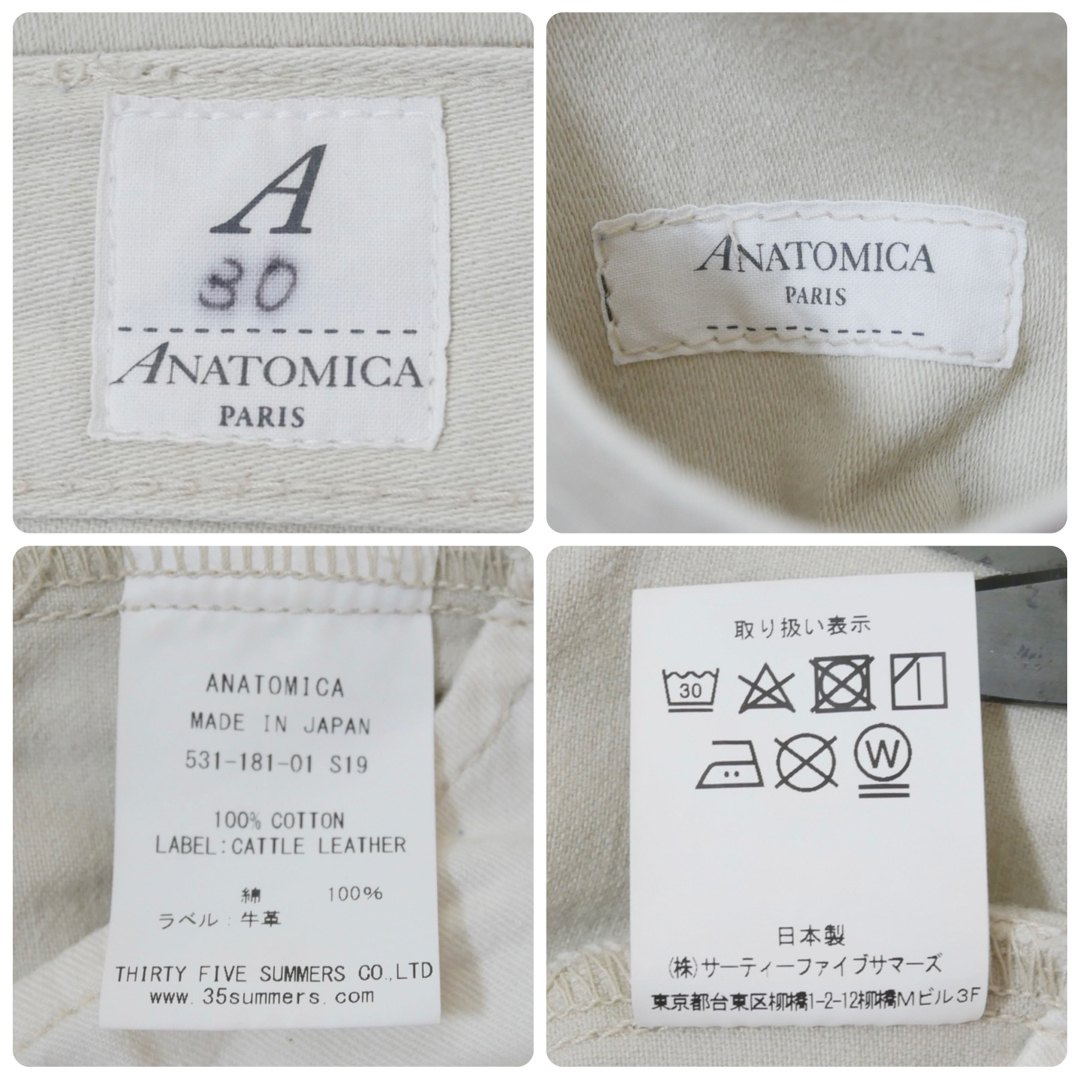 A
30
ANATOMICA
PARIS
ANATOMICA
PARIS
ANATOMICA
MADE IN JAPAN
531-181-01 S19
100% COTTON
LABEL:CATTLE LEATHER
綿 100%
ラベル:牛革
THIRTY FIVE SUMMERS CO.,LTD
www.35summers.com
取り扱い表示
30
W
日本製
(株)サーティーファイブサマーズ
東京都台東区柳橋1-2-12柳橋Mビル3F